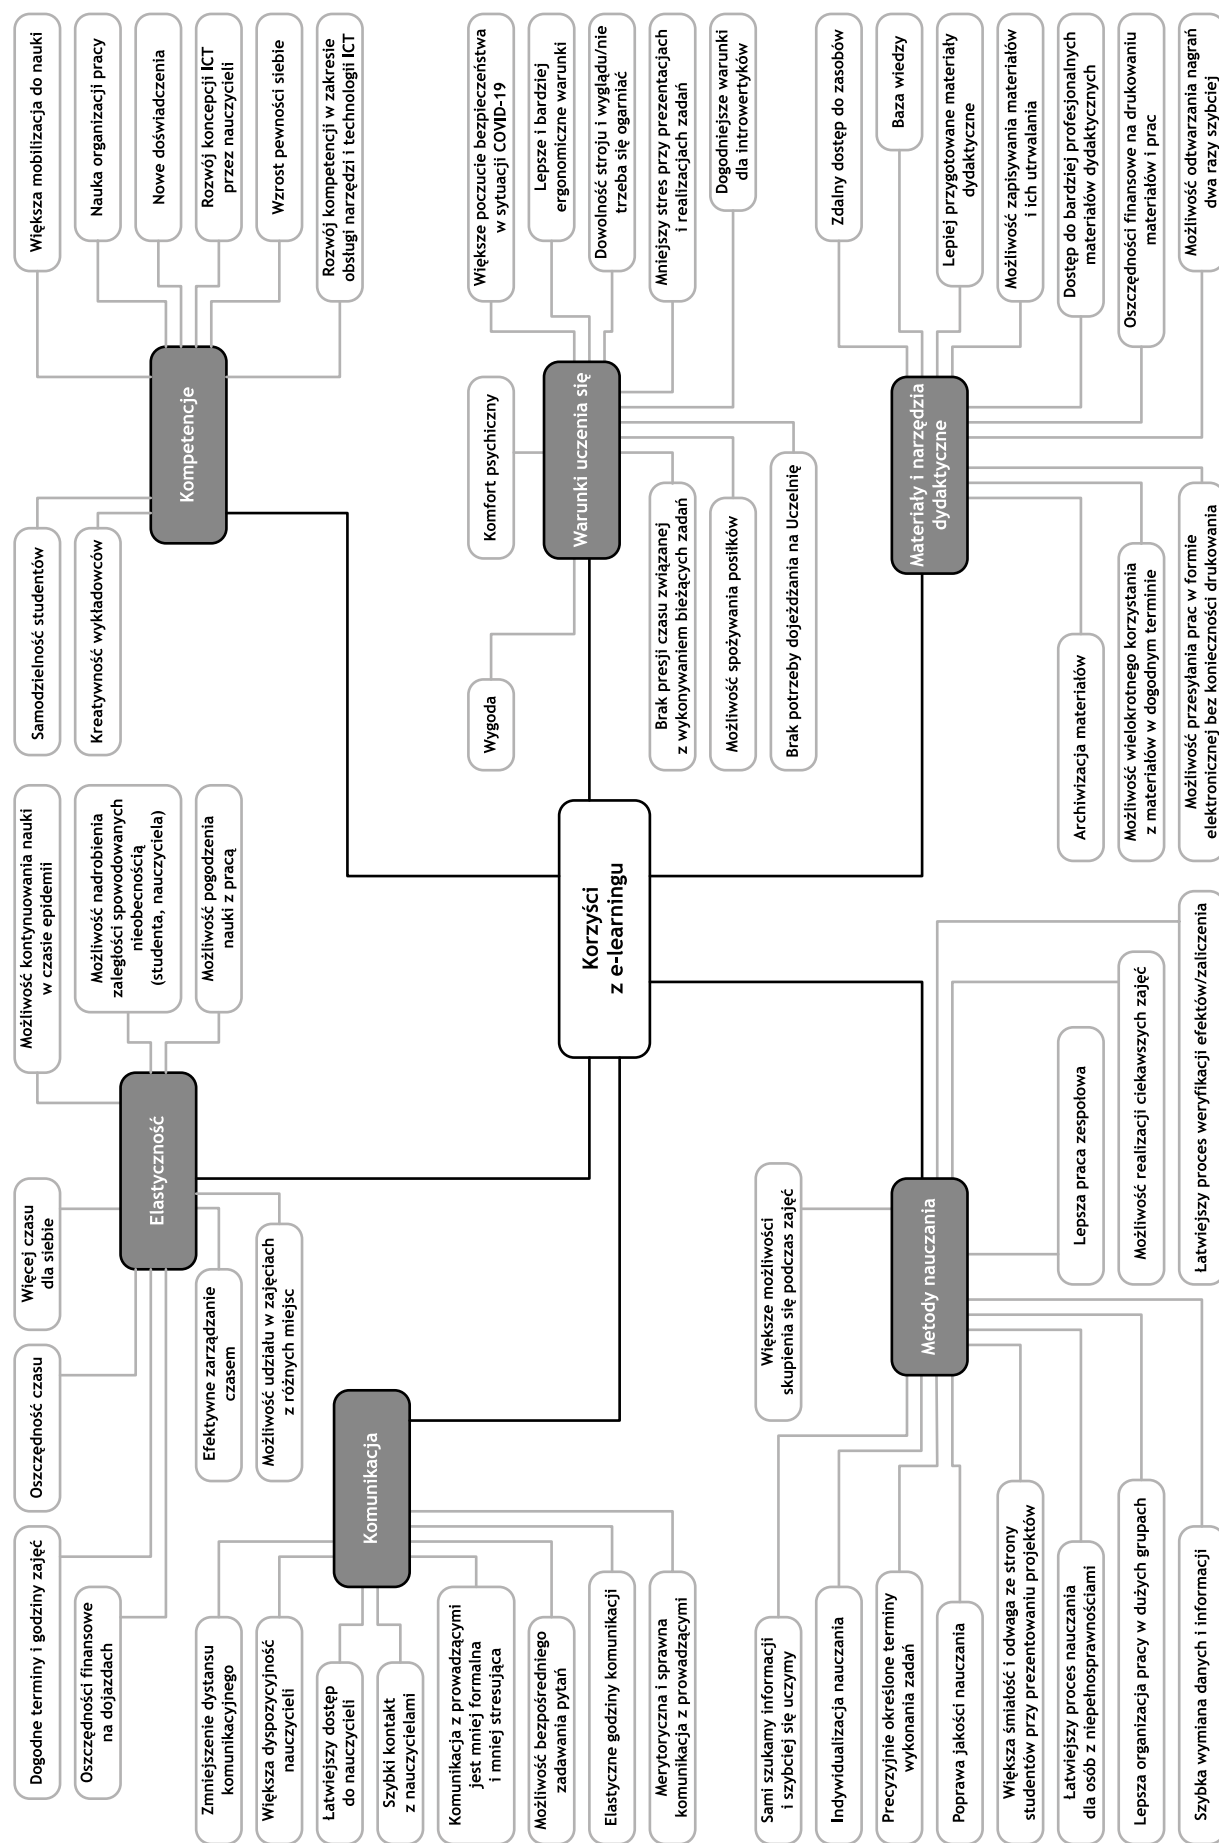 Dogodne terminy i godziny zajęć
Oszczędności finansowe
na dojazdach
Oszczędność czasu
Więcej czasu
dla siebie
Elastyczność
Efektywne zarządzanie
czasem
Możliwość udziału w zajęciach
z różnych miejsc
Możliwość kontynuowania nauki
w czasie epidemii
Możliwość nadrobienia
zaległości spowodowanych
nieobecnością
(studenta, nauczyciela)
Możliwość pogodzenia
nauki z pracą
Samodzielność studentów
Kreatywność wykładowców
Kompetencje
Większa mobilizacja do nauki
Nauka organizacji pracy
Nowe doświadczenia
Rozwój koncepcji ICT
przez nauczycieli
Wzrost pewności siebie
Rozwój kompetencji w zakresie
obsługi narzędzi i technologii ICT
Zmniejszenie dystansu
komunikacyjnego
Większa dyspozycyjność
nauczycieli
Łatwiejszy dostęp
do nauczycieli
Szybki kontakt
z nauczycielami
Komunikacja z prowadzącymi
jest mniej formalna
i mniej stresująca
Możliwość bezpośredniego
zadawania pytań
Elastyczne godziny komunikacji
Merytoryczna i sprawna
komunikacja z prowadzącymi
Komunikacja
Korzyści
z e-learningu
Wygoda
Komfort psychiczny
Warunki uczenia się
Brak presji czasu związanej
z wykonywaniem bieżących zadań
Możliwość spożywania posiłków
Brak potrzeby dojeżdżania na Uczelnię
Większe poczucie bezpieczeństwa
w sytuacji COVID-19
Lepsze i bardziej
ergonomiczne warunki
Dowolność stroju i wyglądu/nie
trzeba się ogarniać
Mniejszy stres przy prezentacjach
i realizacjach zadań
Dogodniejsze warunki
dla introwertyków
Większe możliwości
skupienia się podczas zajęć
Metody nauczania
Sami szukamy informacji
i szybciej się uczymy
Indywidualizacja nauczania
Precyzyjnie określone terminy
wykonania zadań
Poprawa jakości nauczania
Większa śmiałość i odwaga ze strony
studentów przy prezentowaniu projektów
Łatwiejszy proces nauczania
dla osób z niepełnosprawnościami
Lepsza organizacja pracy w dużych grupach
Szybka wymiana danych i informacji
Lepsza praca zespołowa
Możliwość realizacji ciekawszych zajęć
Łatwiejszy proces weryfikacji efektów/zaliczenia
Materiały i narzędzia
dydaktyczne
Archiwizacja materiałów
Możliwość wielokrotnego korzystania
z materiałów w dogodnym terminie
Możliwość przesyłania prac w formie
elektronicznej bez konieczności drukowania
Zdalny dostęp do zasobów
Baza wiedzy
Lepiej przygotowane materiały
dydaktyczne
Możliwość zapisywania materiałów
i ich utrwalania
Dostęp do bardziej profesjonalnych
materiałów dydaktycznych
Oszczędności finansowe na drukowaniu
materiałów i prac
Możliwość odtwarzania nagrań
dwa razy szybciej